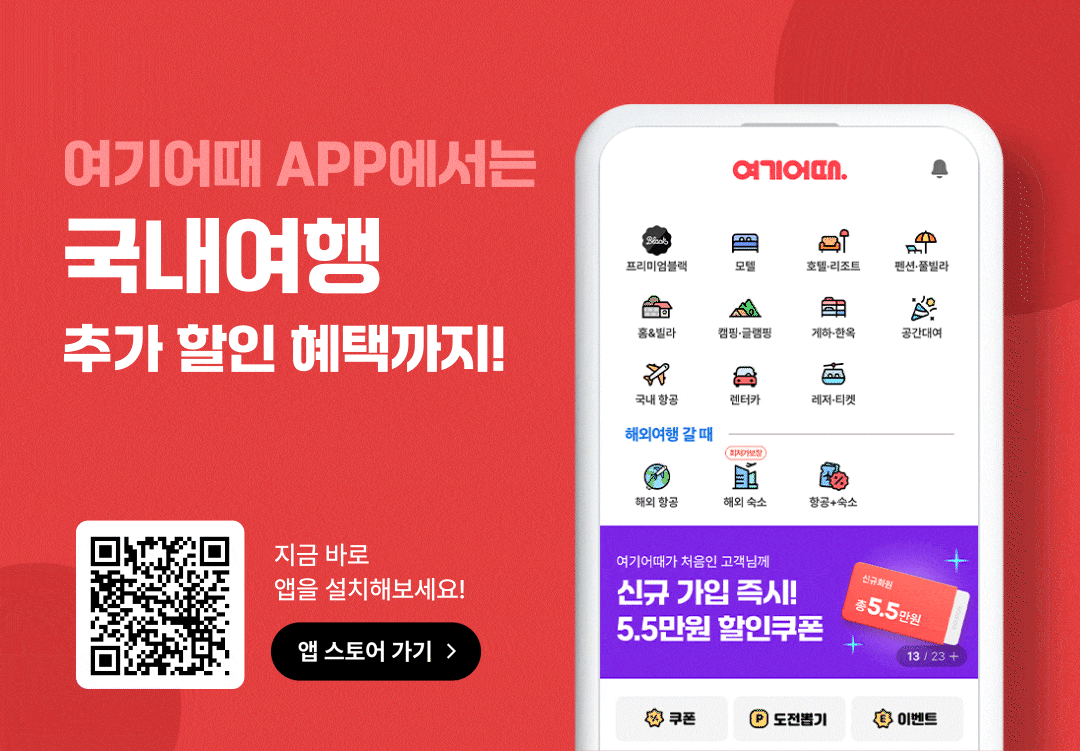 여기어때 APP에서는
국내여행
추가 할인 혜택까지!
지금 바로
앱을 설치해보세요!
앱 스토어 가기 >
여기어때.
Black
프리미엄블랙 모텔 호텔·리조트 펜션·풀빌라
홈&빌라 캠핑·글램핑 게하·한옥 공간대여
국내 항공 렌터카 레저·티켓
해외여행 갈 때
최저가보장
해외 항공 해외 숙소 항공+숙소
여기어때가 처음인 고객님께
신규 가입 즉시!
5.5만원 할인쿠폰
신규회원
총 5.5만원
13 / 23 +
쿠폰 P 도전뽑기 E 이벤트